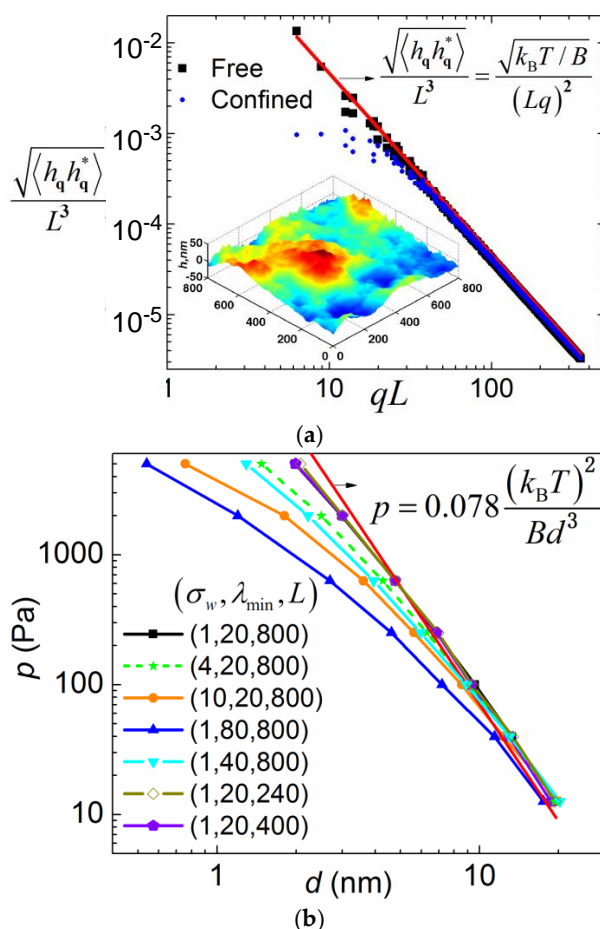 10⁻²
10⁻³
10⁻⁴
10⁻⁵
√⟨h_q h_q^*⟩ / L³
Free
Confined
√⟨h_q h_q^*⟩ / L³ = √(k_B T / B) / (Lq)²
h, nm
50
0
-50
800
600
400
200
0
0
200
400
600
800
1
10
100
qL
(a)
p (Pa)
1000
100
10
p = 0.078 (k_B T)² / Bd³
(σ_w, λ_min, L)
(1,20,800)
(4,20,800)
(10,20,800)
(1,80,800)
(1,40,800)
(1,20,240)
(1,20,400)
1
10
d (nm)
(b)